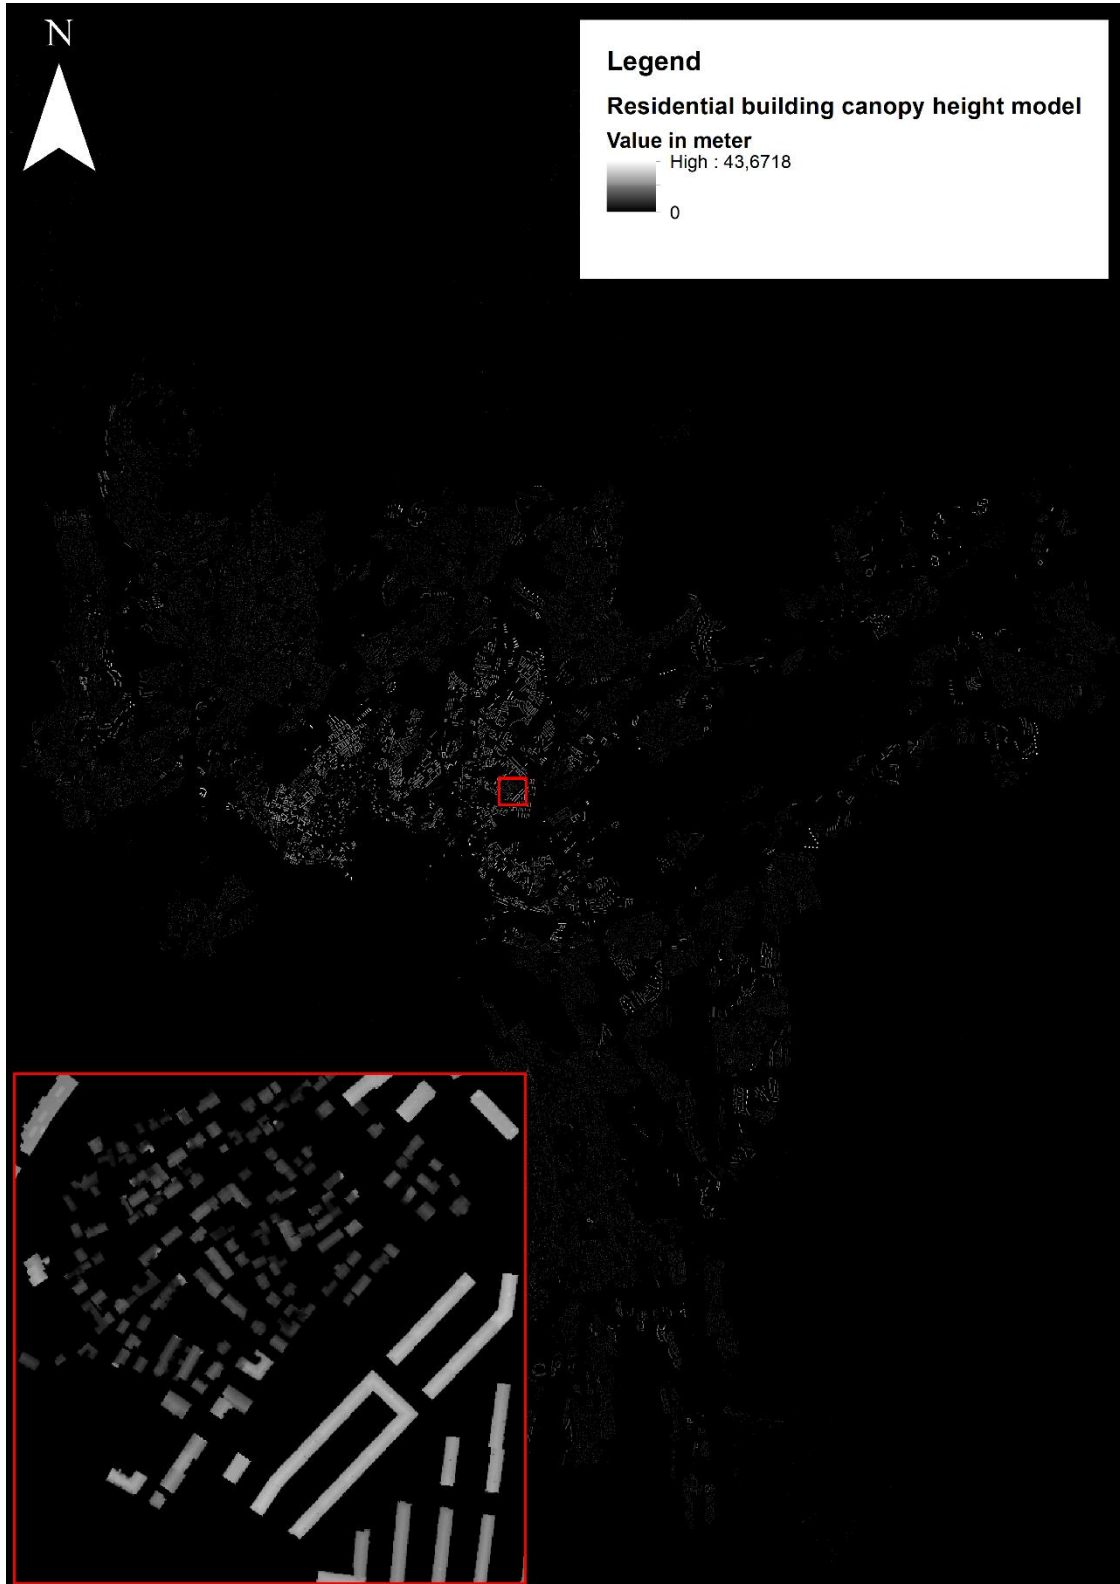 N
Legend
Residential building canopy height model
Value in meter
High : 43,6718
0